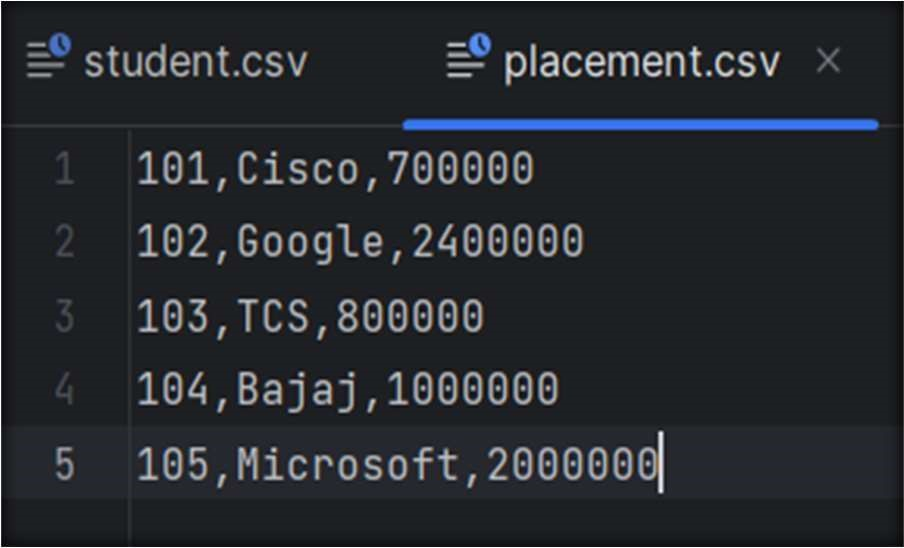 student.csv placement.csv
1 101,Cisco,700000
2 102,Google,2400000
3 103,TCS,800000
4 104,Bajaj,1000000
5 105,Microsoft,2000000